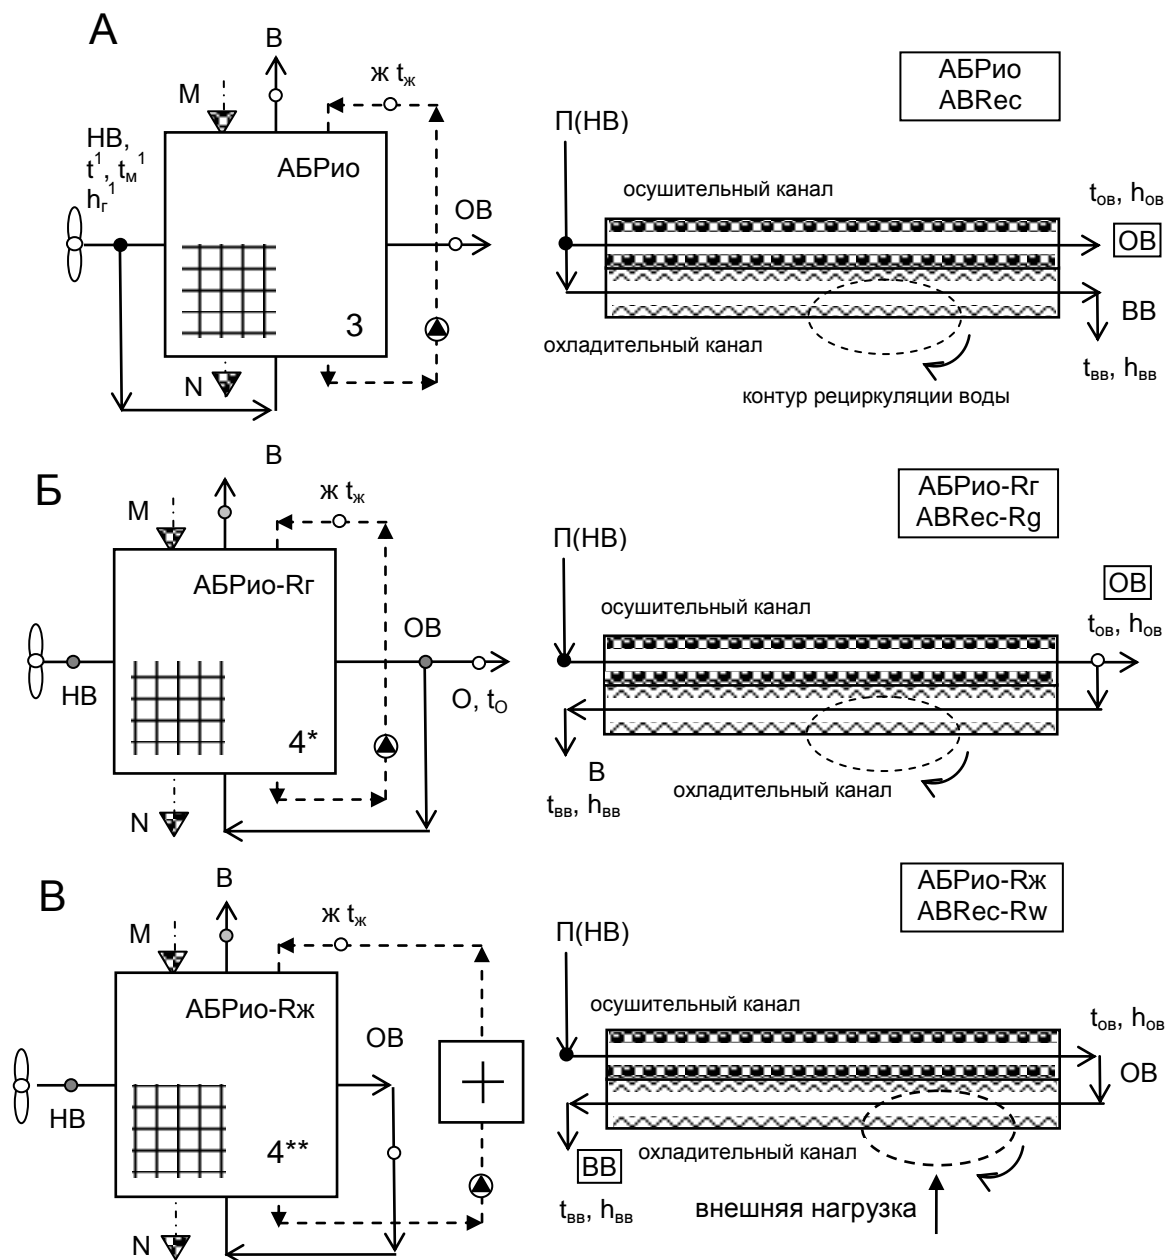 А
В
М
ж tж
НВ,
t¹, tм¹
hг¹
АБРио
ОВ
3
N
АБРио
ABRec
П(НВ)
осушительный канал
tов, hов
ОВ
ВВ
охладительный канал
tвв, hвв
контур рециркуляции воды
Б
В
М
ж tж
АБРио-Rг
ОВ
НВ
О, tО
4*
N
АБРио-Rг
ABRec-Rg
П(НВ)
ОВ
осушительный канал
tов, hов
В
охладительный канал
tвв, hвв
В
В
М
ж tж
АБРио-Rж
ОВ
НВ
4**
N
АБРио-Rж
ABRec-Rw
П(НВ)
осушительный канал
tов, hов
ОВ
охладительный канал
ВВ
tвв, hвв
внешняя нагрузка